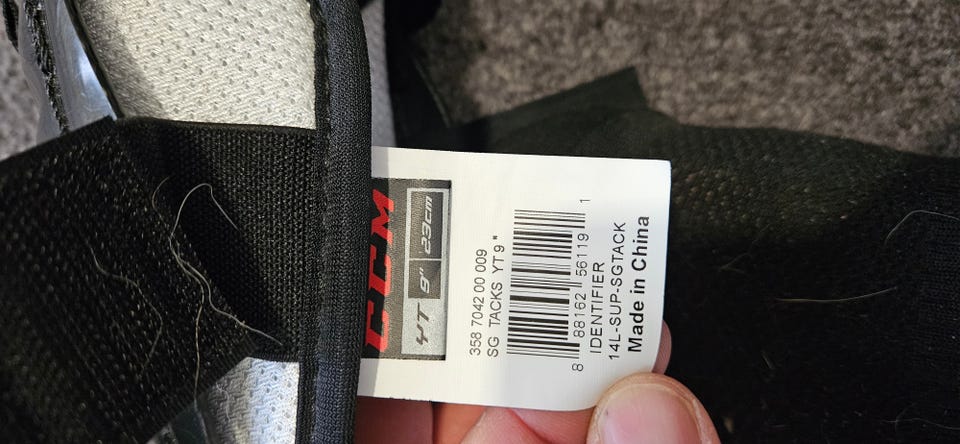 CCM
YT 9" 23cm
358 7042 00 009
SG TACKS YT 9 "
8 88162 56119 1
IDENTIFIER
14L-SUP-SGTACK
Made in China